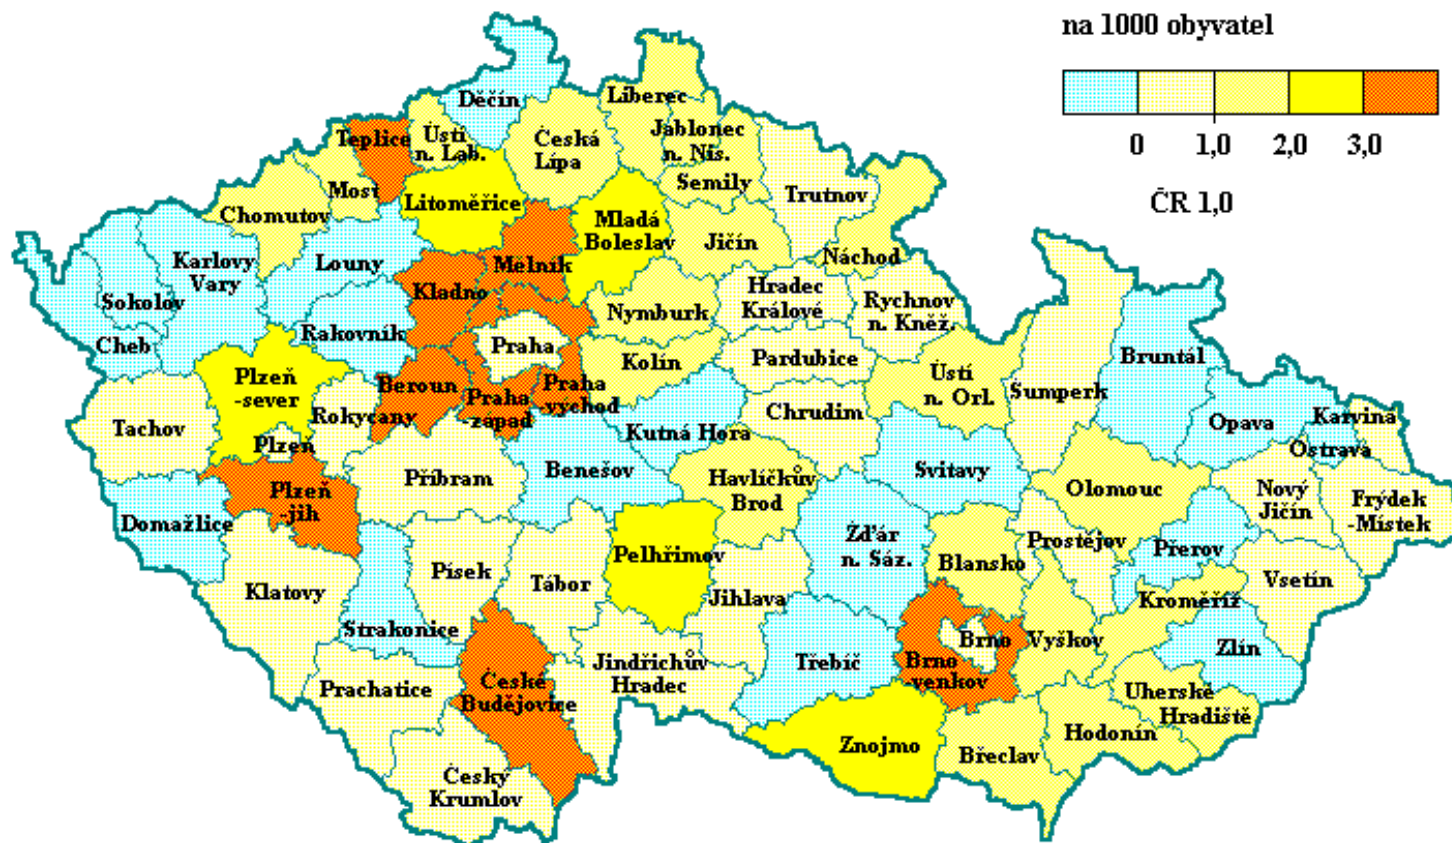 na 1000 obyvatel
0 1,0 2,0 3,0
ČR 1,0
Děčín
Liberec
Teplice
Ústí
n. Lab.
Česká
Lípa
Jablonec
n. Nis.
Most
Semily
Trutnov
Chomutov
Litoměřice
Mladá
Boleslav
Jičín
Náchod
Karlovy
Vary
Louny
Mělník
Sokolov
Kladno
Hradec
Králové
Rychnov
n. Kněž.
Nymburk
Cheb
Rakovník
Praha
Kolín
Pardubice
Bruntál
Plzeň
-sever
Beroun
Praha
-západ
Praha
-východ
Ústí
n. Orl.
Šumperk
Rokycany
Chrudim
Tachov
Plzeň
Kutná Hora
Opava
Karvina
Ostrava
Příbram
Benešov
Havlíčkův
Brod
Svitavy
Olomouc
Nový
Jičín
Frýdek
-Místek
Plzeň
-jih
Domažlice
Pelhřimov
Žďár
n. Sáz.
Prostějov
Přerov
Klatovy
Písek
Tábor
Blansko
Vsetín
Jihlava
Kroměříž
Strakonice
Brno
Vyškov
Zlín
Jindřichův
Hradec
Třebíč
Brno
-venkov
Prachatice
České
Budějovice
Uherské
Hradiště
Znojmo
Břeclav
Hodonín
Český
Krumlov